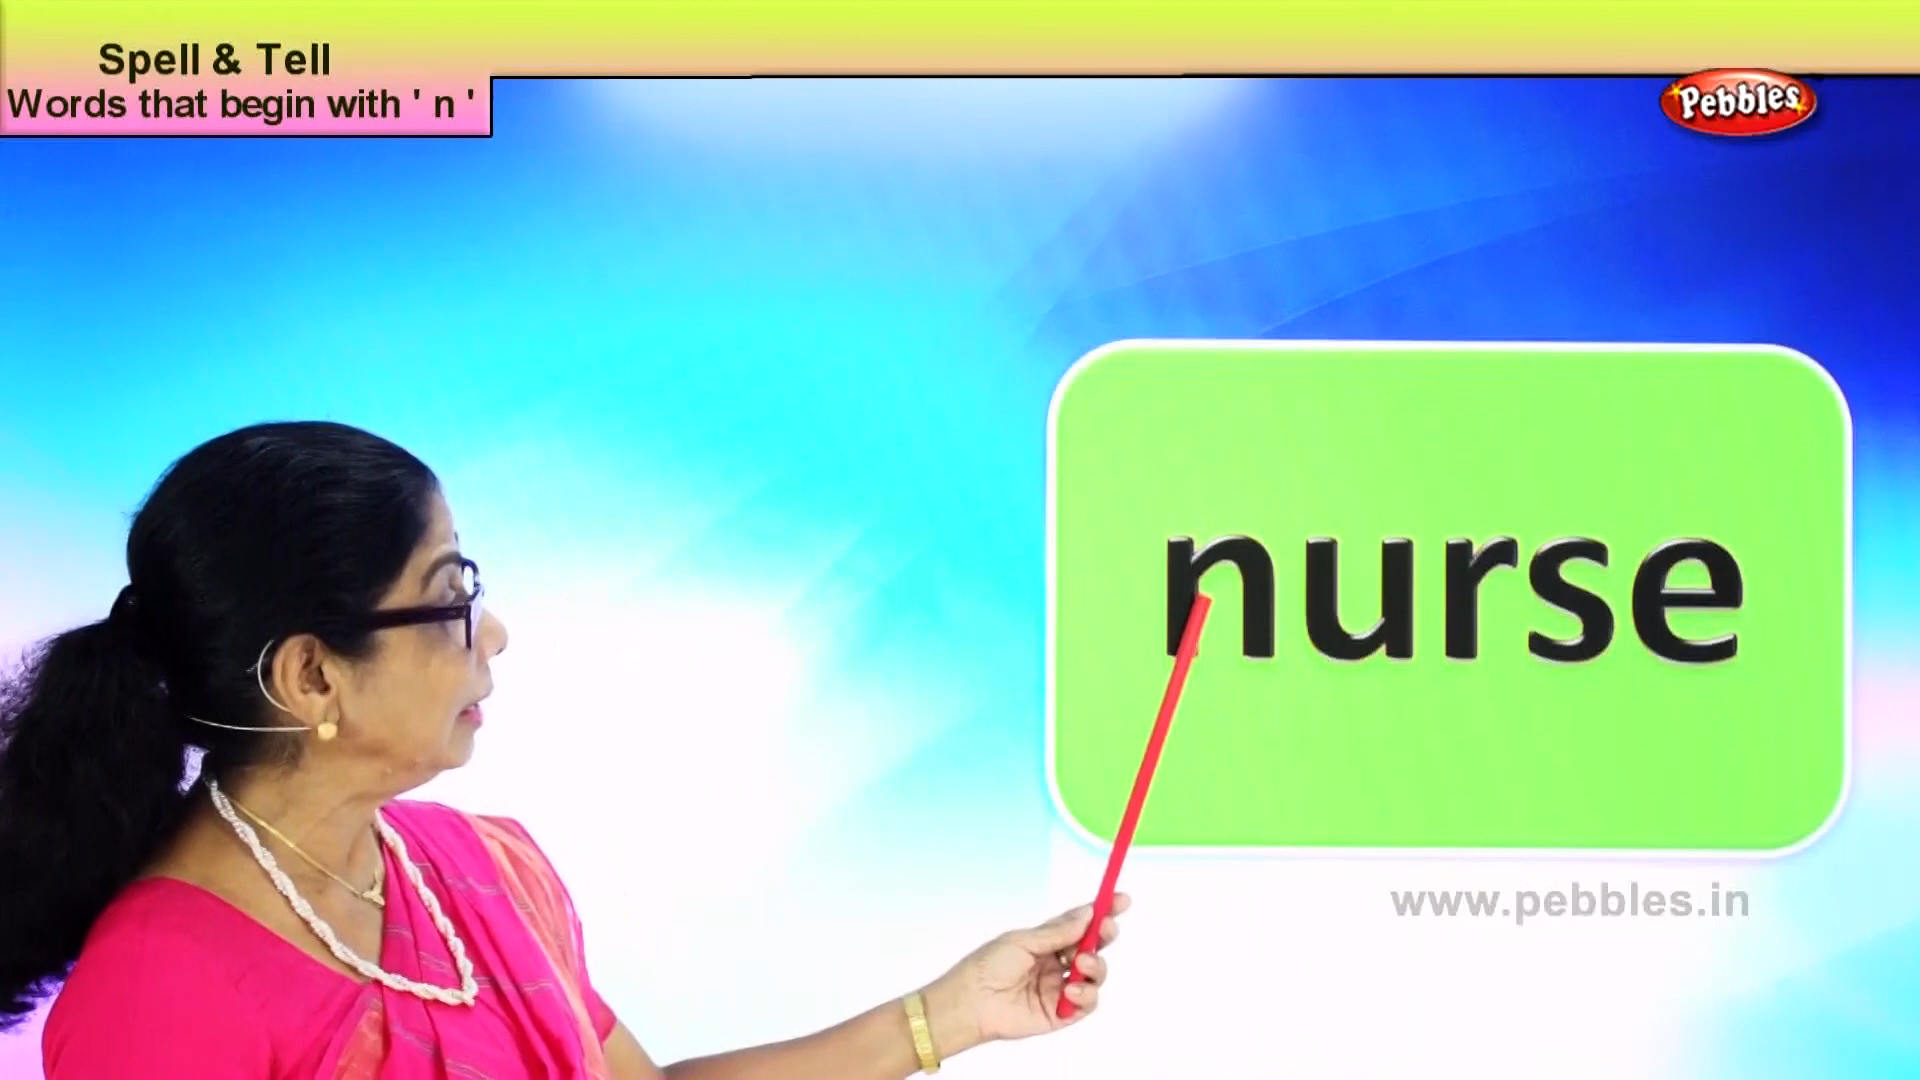 Spell & Tell
Words that begin with ' n '
Pebbles
nurse
www.pebbles.in